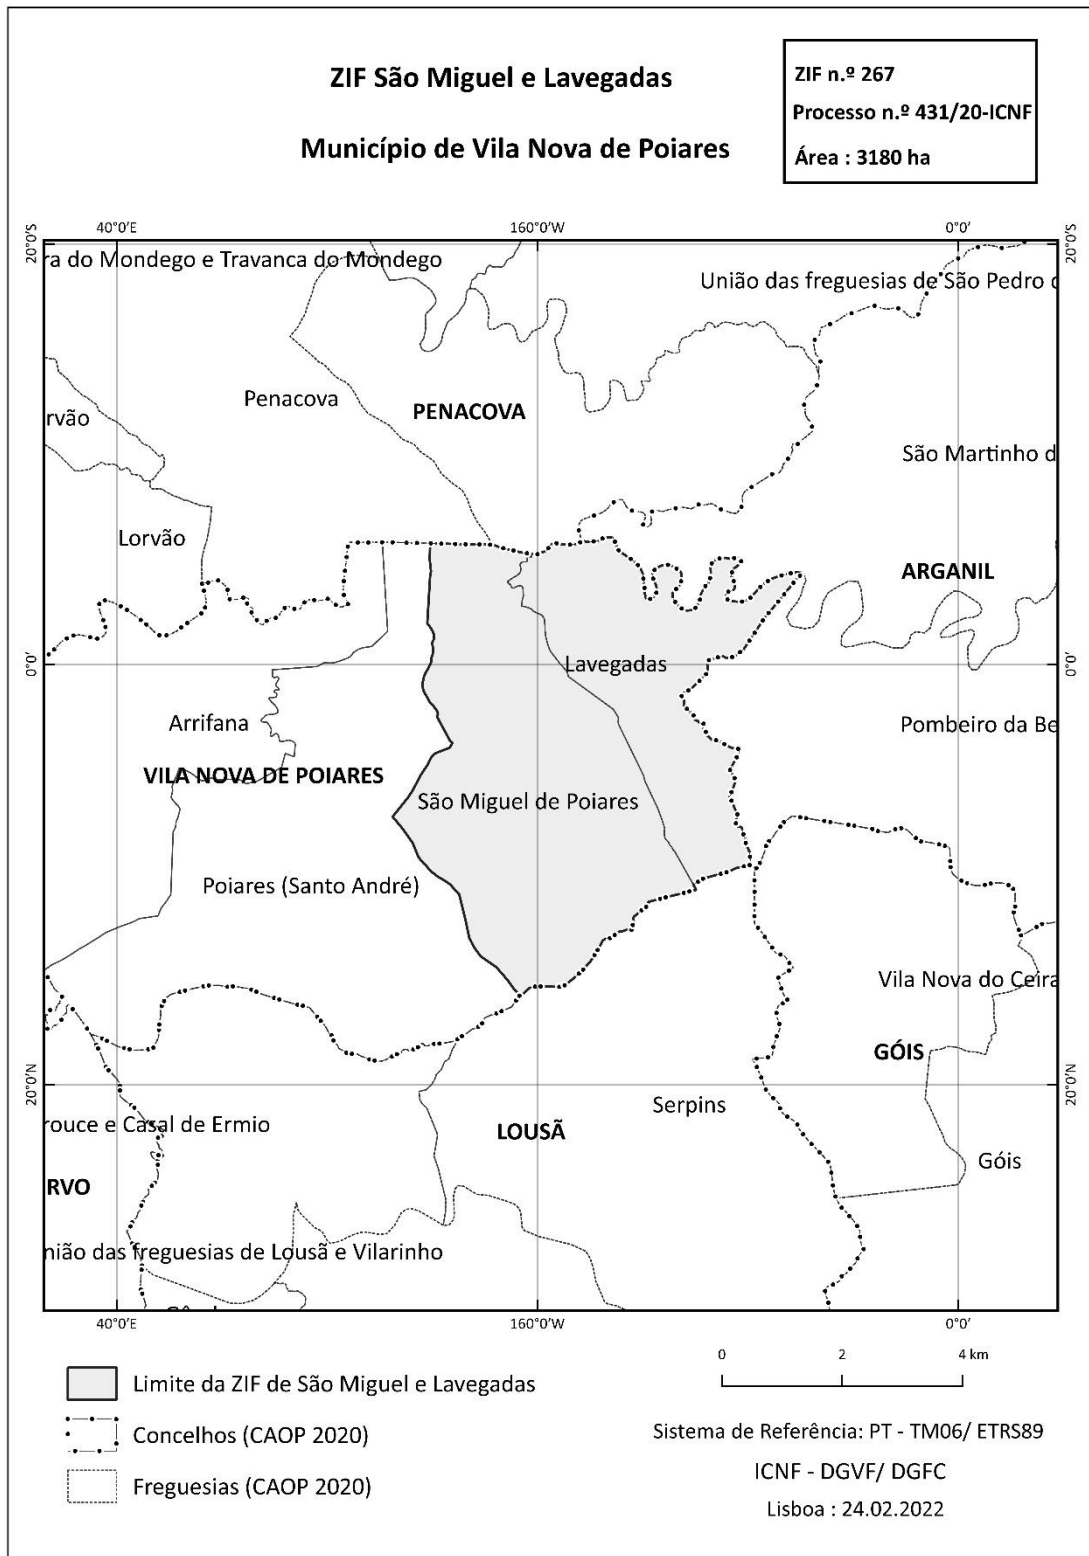 ZIF São Miguel e Lavegadas
Município de Vila Nova de Poiares
ZIF n.º 267
Processo n.º 431/20-ICNF
Área : 3180 ha
40°0'E
160°0'W
0°0'
20°0'S
20°0'S
ra do Mondego e Travanca do Mondego
União das freguesias de São Pedro d
Penacova
PENACOVA
rvão
São Martinho d
Lorvão
ARGANIL
0°0'
Lavegadas
0°0'
Arrifana
Pombeiro da Be
VILA NOVA DE POIARES
São Miguel de Poiares
Poiares (Santo André)
Vila Nova do Ceira
GÓIS
20°0'N
20°0'N
Serpins
rouce e Casal de Ermio
LOUSÃ
Góis
RVO
nião das freguesias de Lousã e Vilarinho
40°0'E
160°0'W
0°0'
Limite da ZIF de São Miguel e Lavegadas
Concelhos (CAOP 2020)
Freguesias (CAOP 2020)
0 2 4 km
Sistema de Referência: PT - TM06/ ETRS89
ICNF - DGVF/ DGFC
Lisboa : 24.02.2022